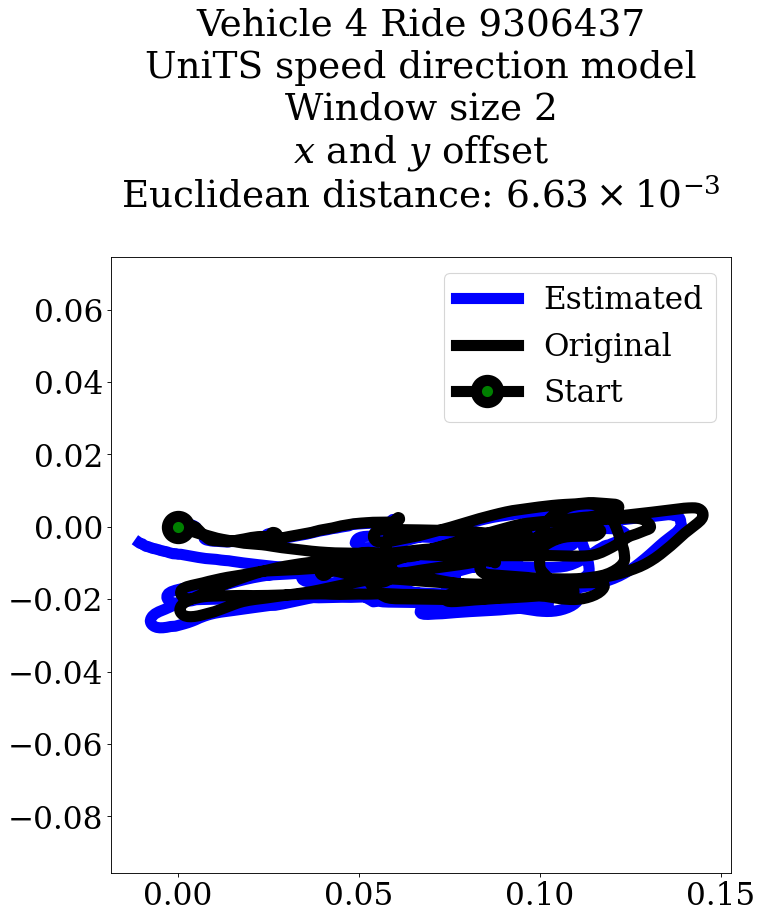 Vehicle 4 Ride 9306437
UniTS speed direction model
Window size 2
x and y offset
Euclidean distance: 6.63 × 10⁻³
Estimated
Original
Start
0.06
0.04
0.02
0.00
−0.02
−0.04
−0.06
−0.08
0.00 0.05 0.10 0.15